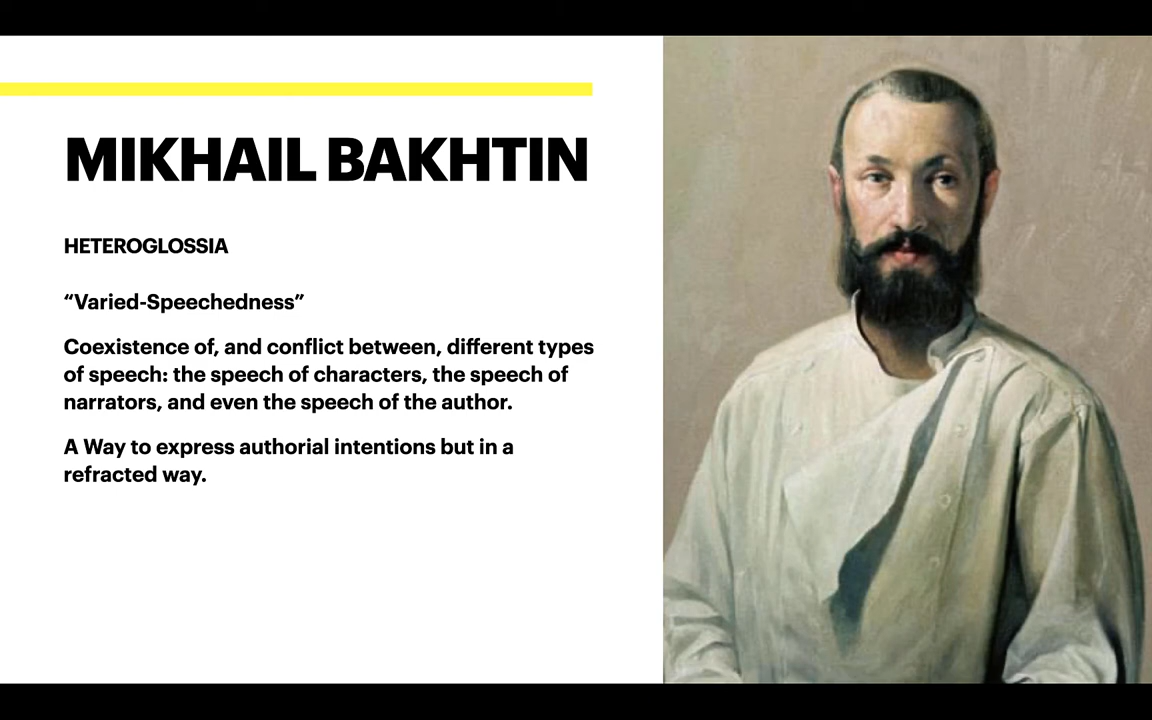 MIKHAIL BAKHTIN
HETEROGLOSSIA
“Varied-Speechedness”
Coexistence of, and conflict between, different types
of speech: the speech of characters, the speech of
narrators, and even the speech of the author.
A Way to express authorial intentions but in a
refracted way.